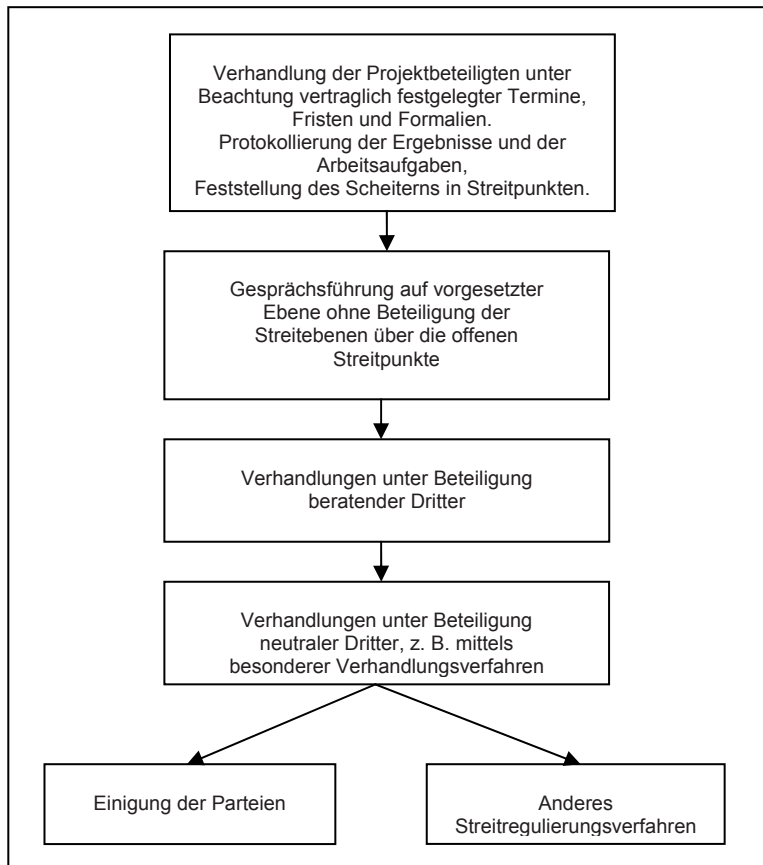 Verhandlung der Projektbeteiligten unter
Beachtung vertraglich festgelegter Termine,
Fristen und Formalien.
Protokollierung der Ergebnisse und der
Arbeitsaufgaben,
Feststellung des Scheiterns in Streitpunkten.
Gesprächsführung auf vorgesetzter
Ebene ohne Beteiligung der
Streitebenen über die offenen
Streitpunkte
Verhandlungen unter Beteiligung
beratender Dritter
Verhandlungen unter Beteiligung
neutraler Dritter, z. B. mittels
besonderer Verhandlungsverfahren
Einigung der Parteien
Anderes
Streitregulierungsverfahren